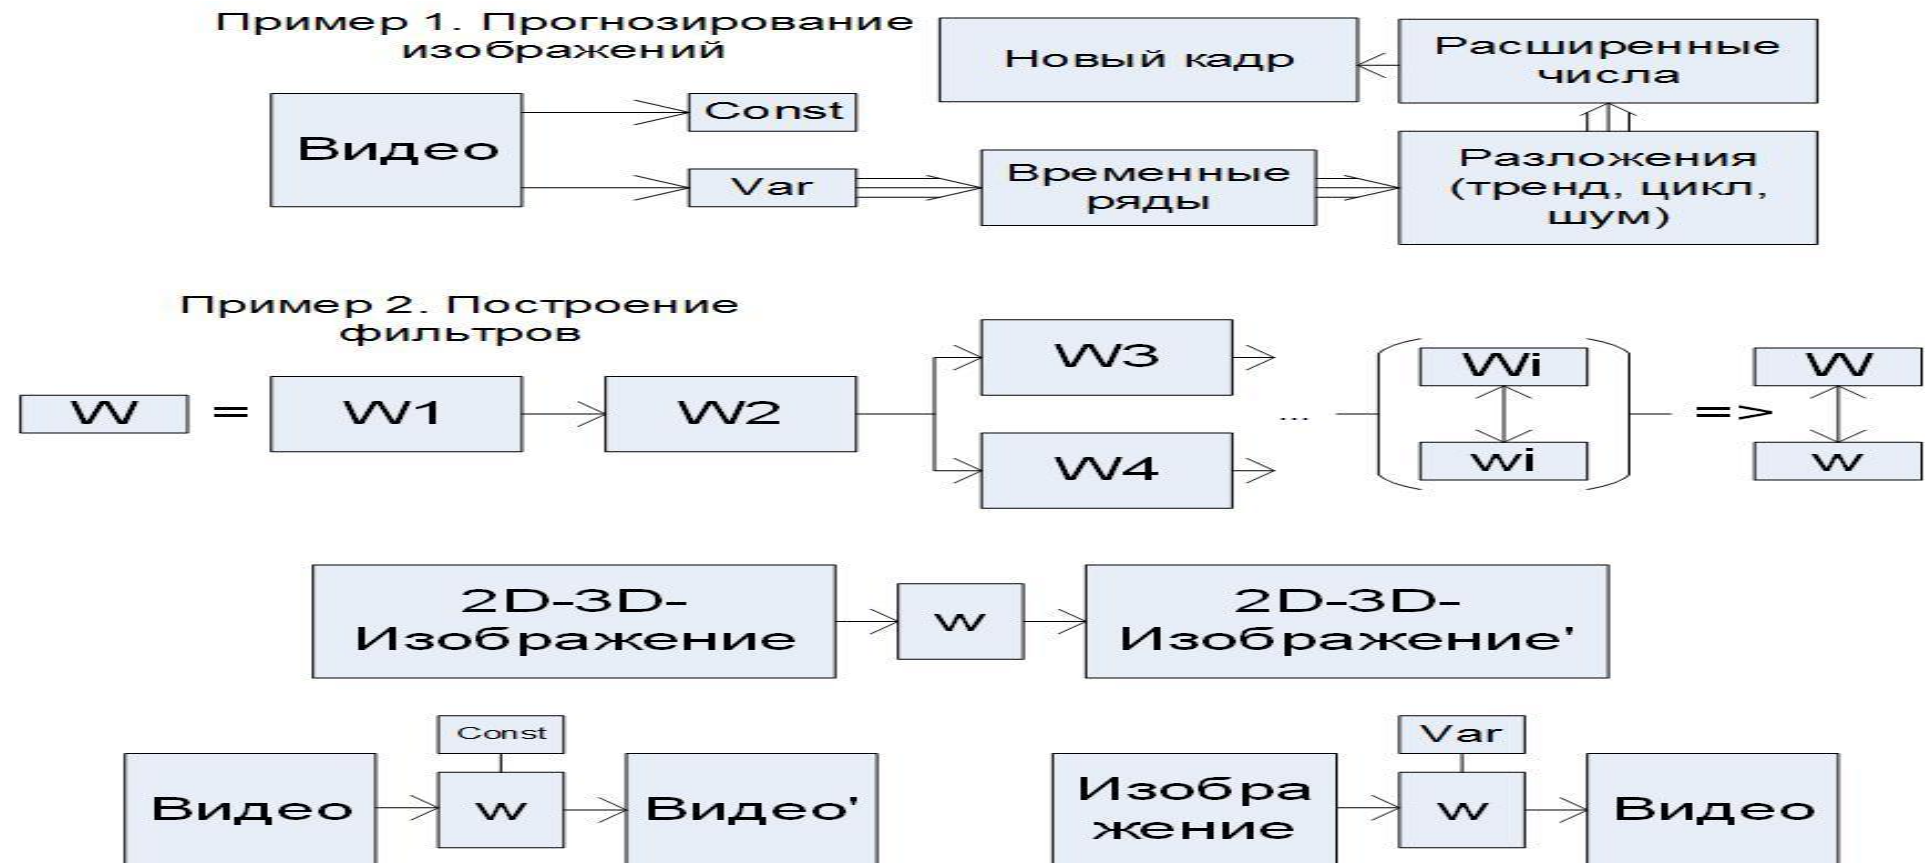 Пример 1. Прогнозирование
изображений
Видео
Const
Var
Временные
ряды
Разложения
(тренд, цикл,
шум)
Расширенные
числа
Новый кадр
Пример 2. Построение
фильтров
W
=
W1
W2
W3
W4
...
Wi
wi
=>
W
w
2D-3D-
Изображение
w
2D-3D-
Изображение'
Видео
Const
w
Видео'
Изобра
жение
Var
w
Видео